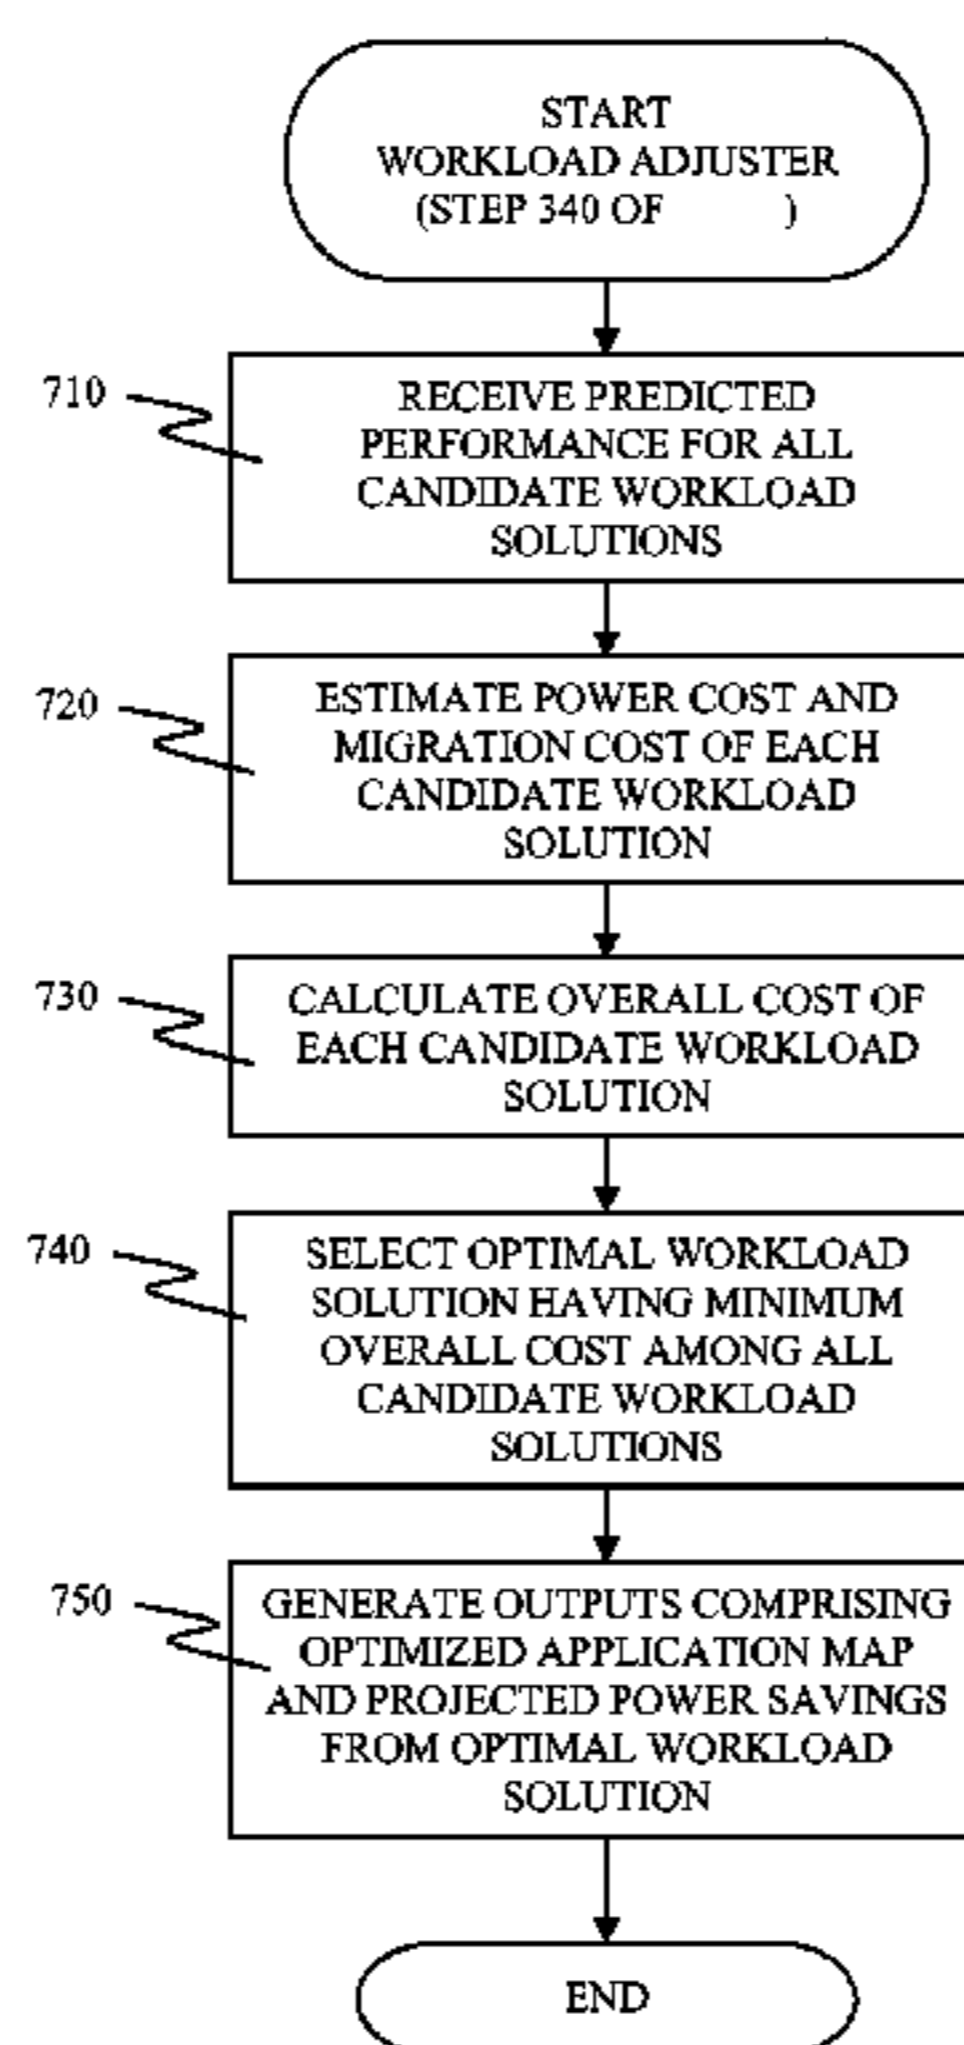 START
WORKLOAD ADJUSTER
(STEP 340 OF )
710
RECEIVE PREDICTED
PERFORMANCE FOR ALL
CANDIDATE WORKLOAD
SOLUTIONS
720
ESTIMATE POWER COST AND
MIGRATION COST OF EACH
CANDIDATE WORKLOAD
SOLUTION
730
CALCULATE OVERALL COST OF
EACH CANDIDATE WORKLOAD
SOLUTION
740
SELECT OPTIMAL WORKLOAD
SOLUTION HAVING MINIMUM
OVERALL COST AMONG ALL
CANDIDATE WORKLOAD
SOLUTIONS
750
GENERATE OUTPUTS COMPRISING
OPTIMIZED APPLICATION MAP
AND PROJECTED POWER SAVINGS
FROM OPTIMAL WORKLOAD
SOLUTION
END